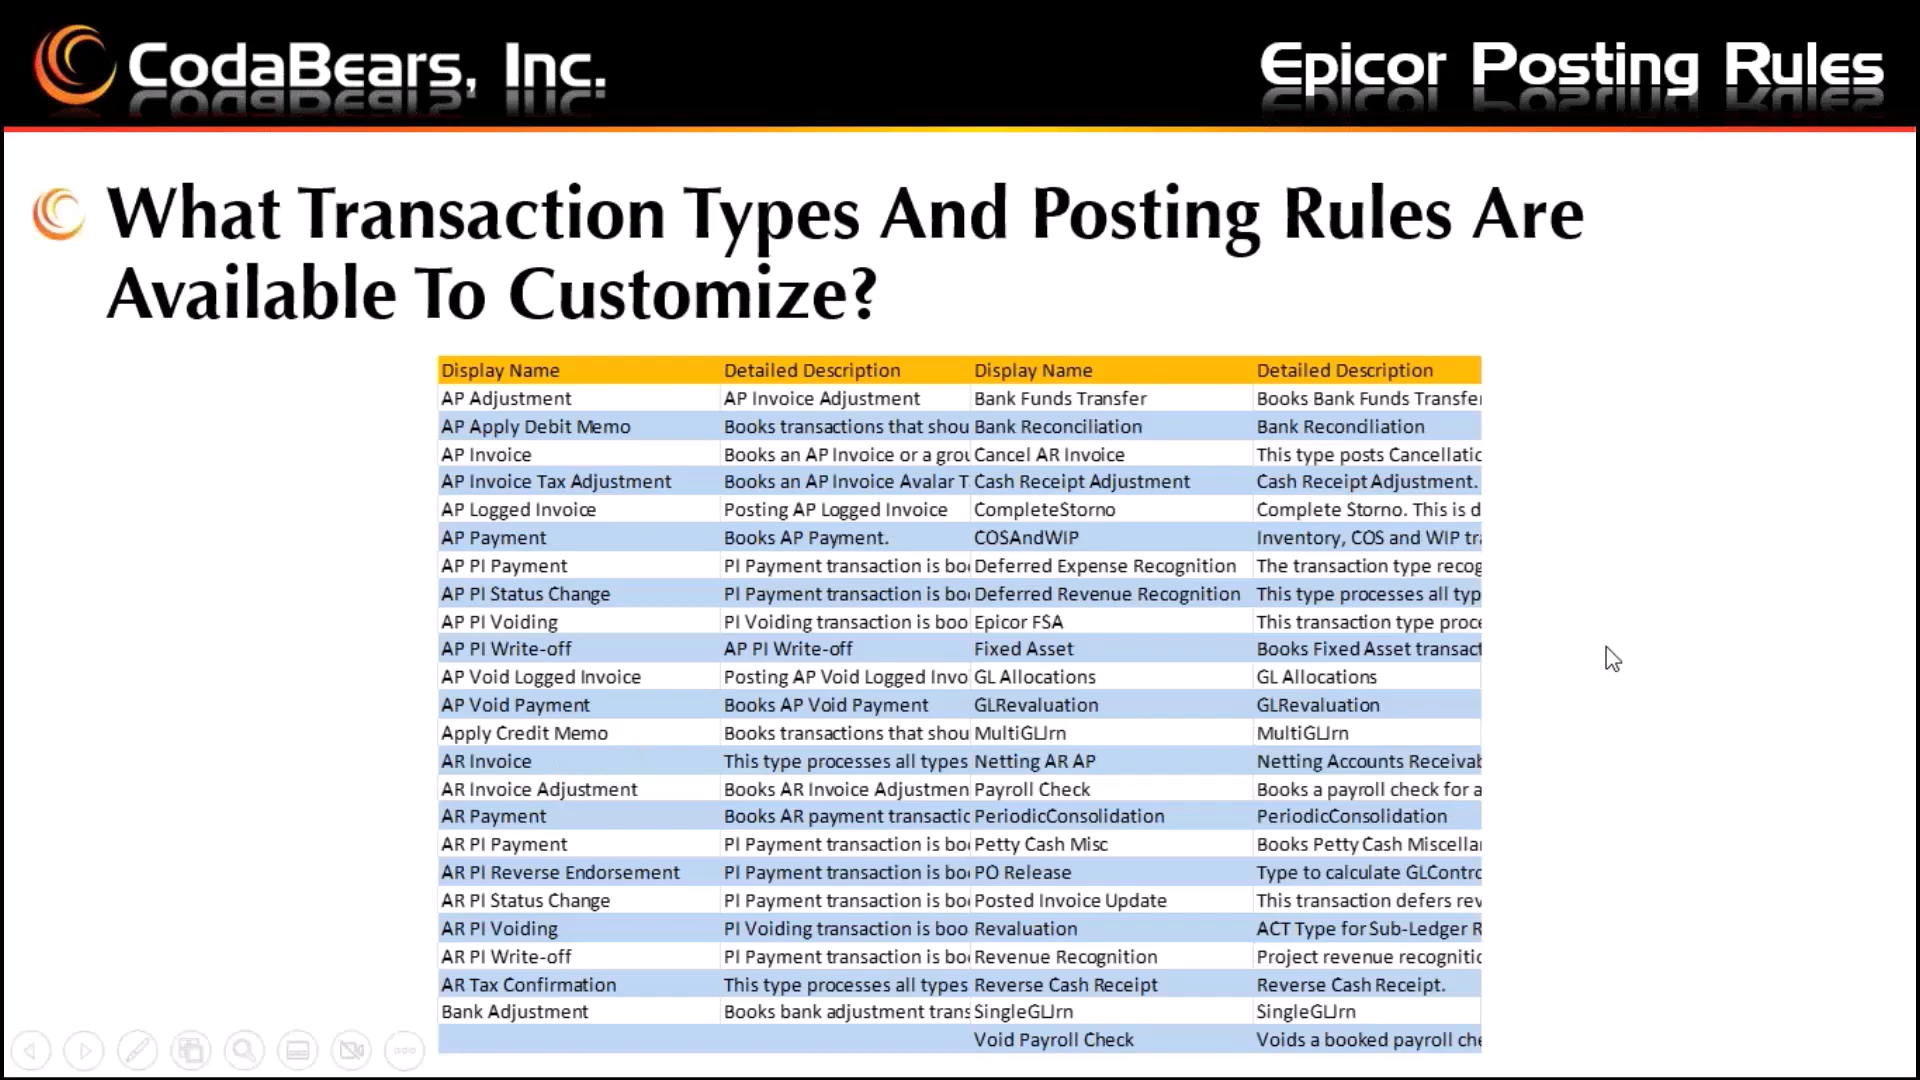 CodaBears, Inc.
Epicor Posting Rules
What Transaction Types And Posting Rules Are
Available To Customize?
Display Name Detailed Description Display Name Detailed Description
AP Adjustment AP Invoice Adjustment Bank Funds Transfer Books Bank Funds Transfer
AP Apply Debit Memo Books transactions that shou Bank Reconciliation Bank Reconciliation
AP Invoice Books an AP Invoice or a grou Cancel AR Invoice This type posts Cancellatic
AP Invoice Tax Adjustment Books an AP Invoice Avalar T Cash Receipt Adjustment Cash Receipt Adjustment.
AP Logged Invoice Posting AP Logged Invoice CompleteStorno Complete Storno. This is d
AP Payment Books AP Payment. COSAndWIP Inventory, COS and WIP tra
AP PI Payment PI Payment transaction is boo Deferred Expense Recognition The transaction type recog
AP PI Status Change PI Payment transaction is boo Deferred Revenue Recognition This type processes all typ
AP PI Voiding PI Voiding transaction is boo Epicor FSA This transaction type proce
AP PI Write-off AP PI Write-off Fixed Asset Books Fixed Asset transact
AP Void Logged Invoice Posting AP Void Logged Invo GL Allocations GL Allocations
AP Void Payment Books AP Void Payment GLRevaluation GLRevaluation
Apply Credit Memo Books transactions that shou MultiGLJrn MultiGLJrn
AR Invoice This type processes all types Netting AR AP Netting Accounts Receivab
AR Invoice Adjustment Books AR Invoice Adjustmen Payroll Check Books a payroll check for a
AR Payment Books AR payment transactic PeriodicConsolidation PeriodicConsolidation
AR PI Payment PI Payment transaction is boo Petty Cash Misc Books Petty Cash Miscellar
AR PI Reverse Endorsement PI Payment transaction is boo PO Release Type to calculate GLContro
AR PI Status Change PI Payment transaction is boo Posted Invoice Update This transaction defers rev
AR PI Voiding PI Voiding transaction is boo Revaluation ACT Type for Sub-Ledger R
AR PI Write-off PI Payment transaction is boo Revenue Recognition Project revenue recognitic
AR Tax Confirmation This type processes all types Reverse Cash Receipt Reverse Cash Receipt.
Bank Adjustment Books bank adjustment trans SingleGLJrn SingleGLJrn
Void Payroll Check Voids a booked payroll che